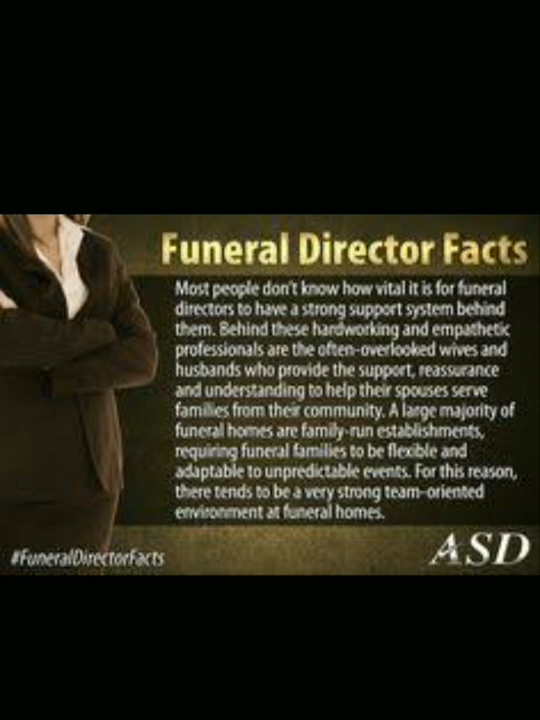 Funeral Director Facts
Most people don't know how vital it is for funeral
directors to have a strong support system behind
them. Behind these hardworking and empathetic
professionals are the often-overlooked wives and
husbands who provide the support, reassurance
and understanding to help their spouses serve
families from their community. A large majority of
funeral homes are family-run establishments,
requiring funeral families to be flexible and
adaptable to unpredictable events. For this reason,
there tends to be a very strong team-oriented
environment at funeral homes.
#FuneralDirectorFacts
ASD